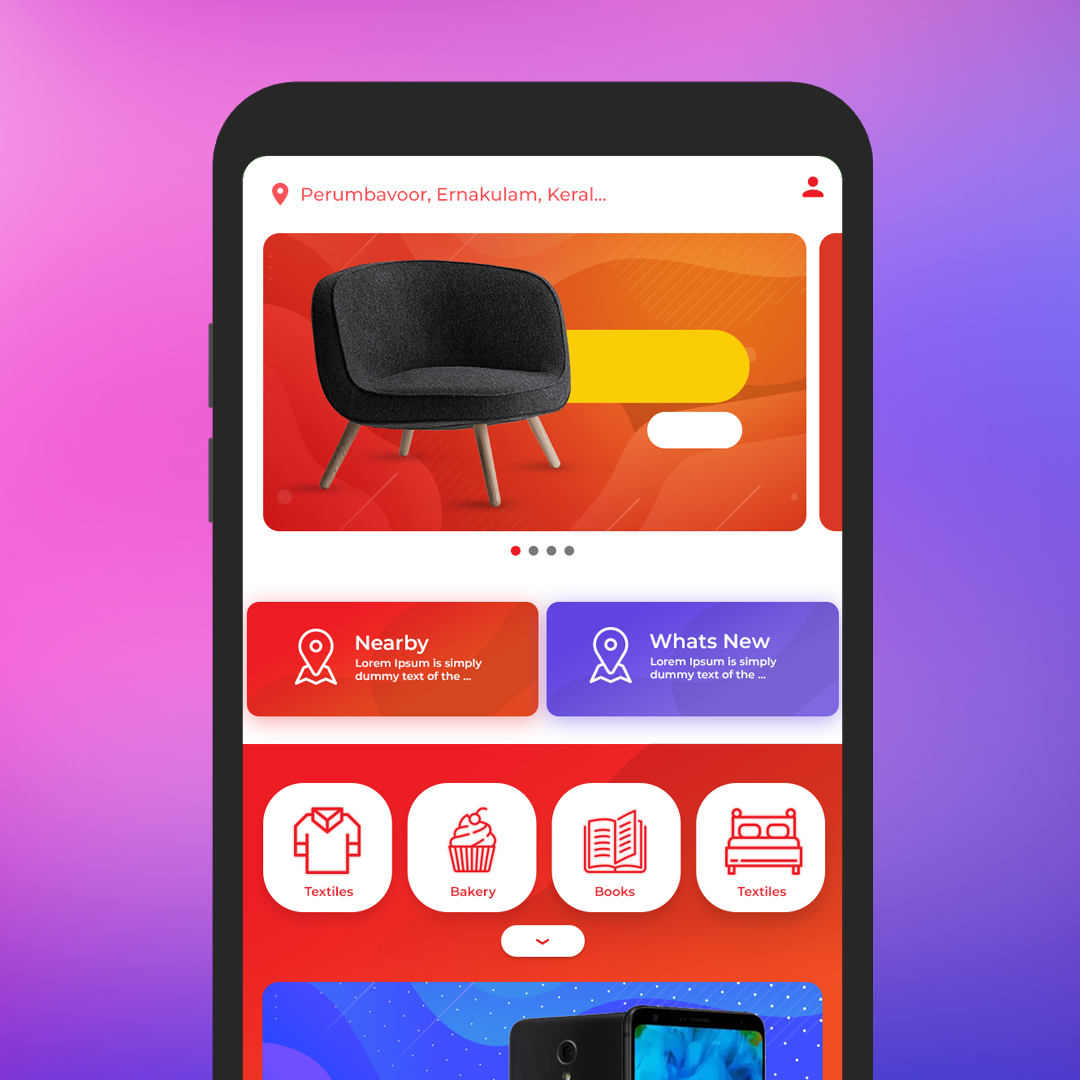 Perumbavoor, Ernakulam, Keral...
Nearby
Lorem Ipsum is simply
dummy text of the ...
Whats New
Lorem Ipsum is simply
dummy text of the ...
Textiles
Bakery
Books
Textiles